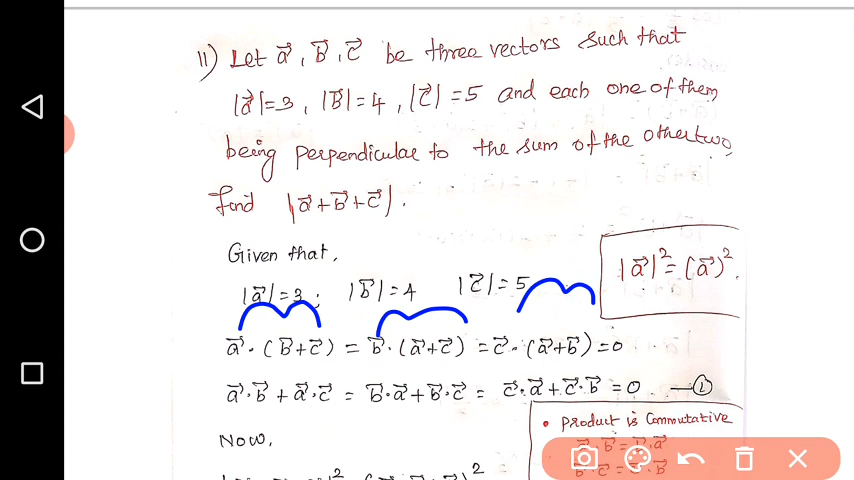 11) Let a⃗, b⃗, c⃗ be three vectors such that
|a⃗|=3, |b⃗|=4, |c⃗|=5 and each one of them
being perpendicular to the sum of the other two,
find |a⃗+b⃗+c⃗|.
Given that,
|a⃗|=3; |b⃗|=4 |c⃗|=5
|a⃗|²=(a⃗)².
a⃗·(b⃗+c⃗) = b⃗·(a⃗+c⃗) = c⃗·(a⃗+b⃗) = 0
a⃗·b⃗+a⃗·c⃗ = b⃗·a⃗+b⃗·c⃗ = c⃗·a⃗+c⃗·b⃗ = 0 —①
• Product is Commutative
Now,